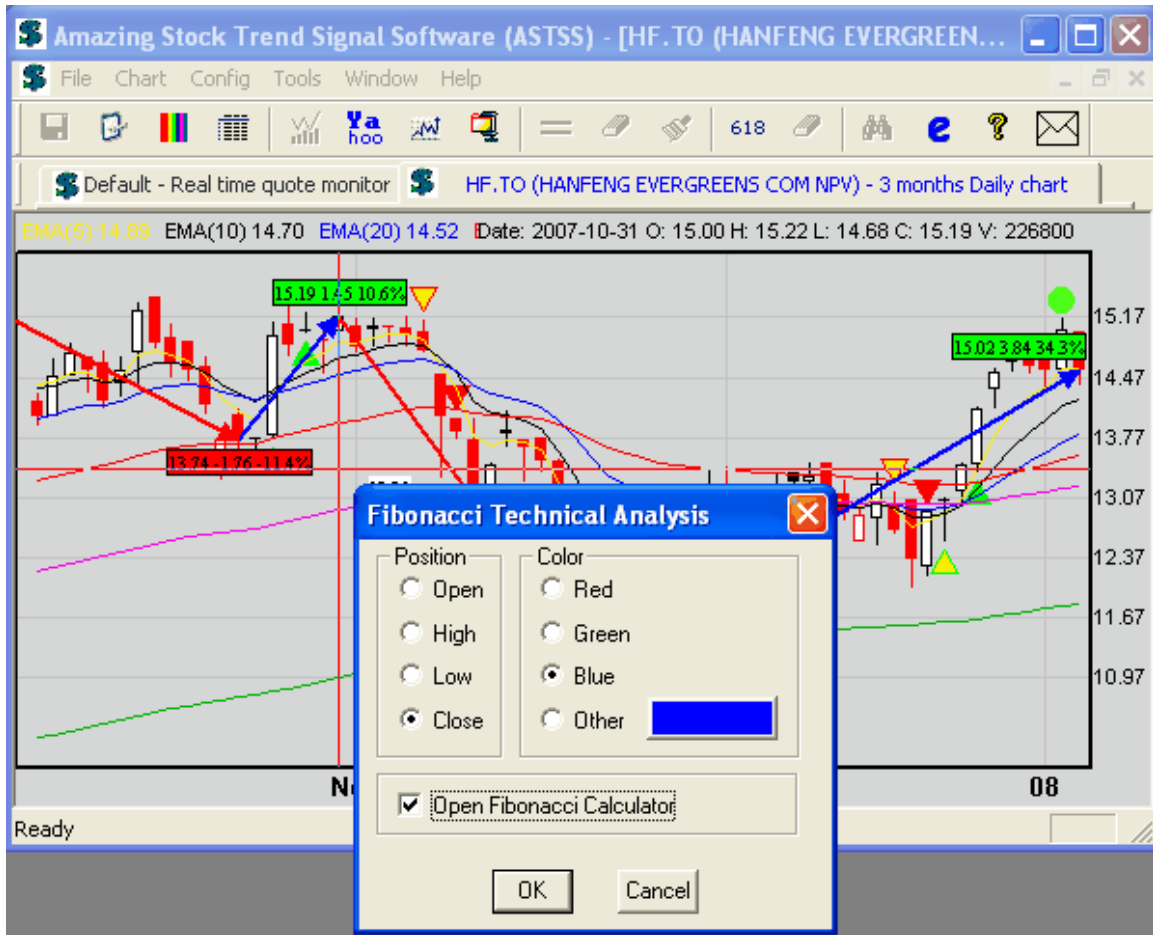 Amazing Stock Trend Signal Software (ASTSS) - [HF.TO (HANFENG EVERGREEN...
File Chart Config Tools Window Help
Ya hoo 618 e ?
Default - Real time quote monitor HF.TO (HANFENG EVERGREENS COM NPV) - 3 months Daily chart
EMA(5) 14.89 EMA(10) 14.70 EMA(20) 14.52 Date: 2007-10-31 O: 15.00 H: 15.22 L: 14.68 C: 15.19 V: 226800
15.19 1.45 10.6%
15.17
15.02 3.84 34.3%
14.47
13.77
13.74 -1.76 -11.4%
13.07
12.37
11.67
10.97
Fibonacci Technical Analysis
Position Color
Open Red
High Green
Low Blue
Close Other
Open Fibonacci Calculator
OK Cancel
08
Ready